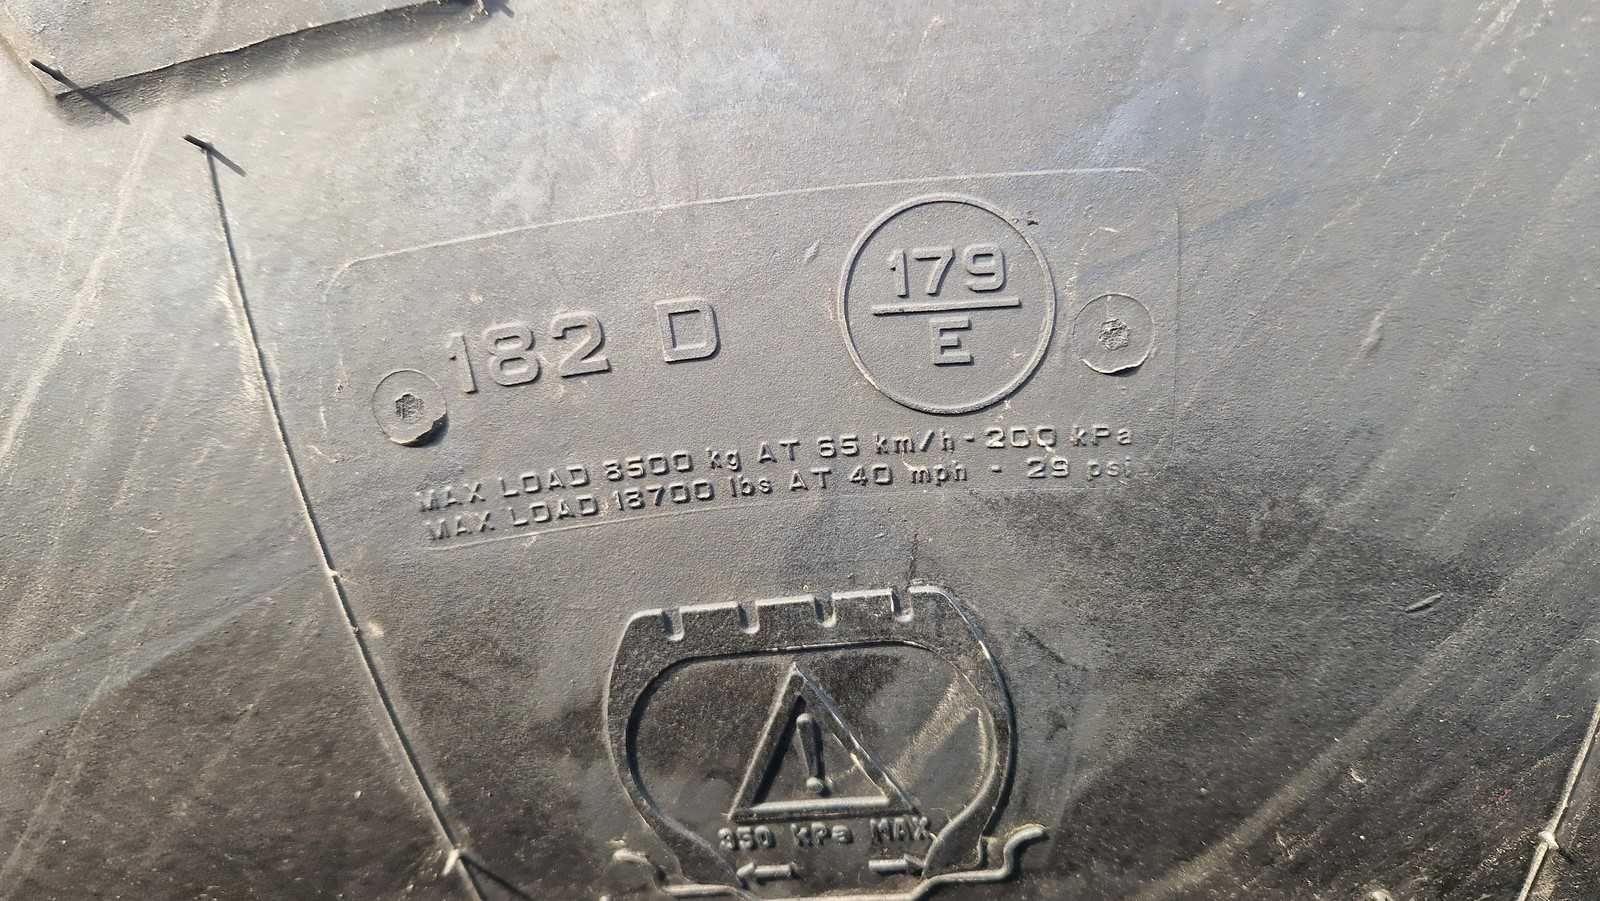 182 D
179
E
MAX LOAD 8500 kg AT 65 km/h - 200 kPa
MAX LOAD 18700 lbs AT 40 mph - 29 psi
350 KPa MAX